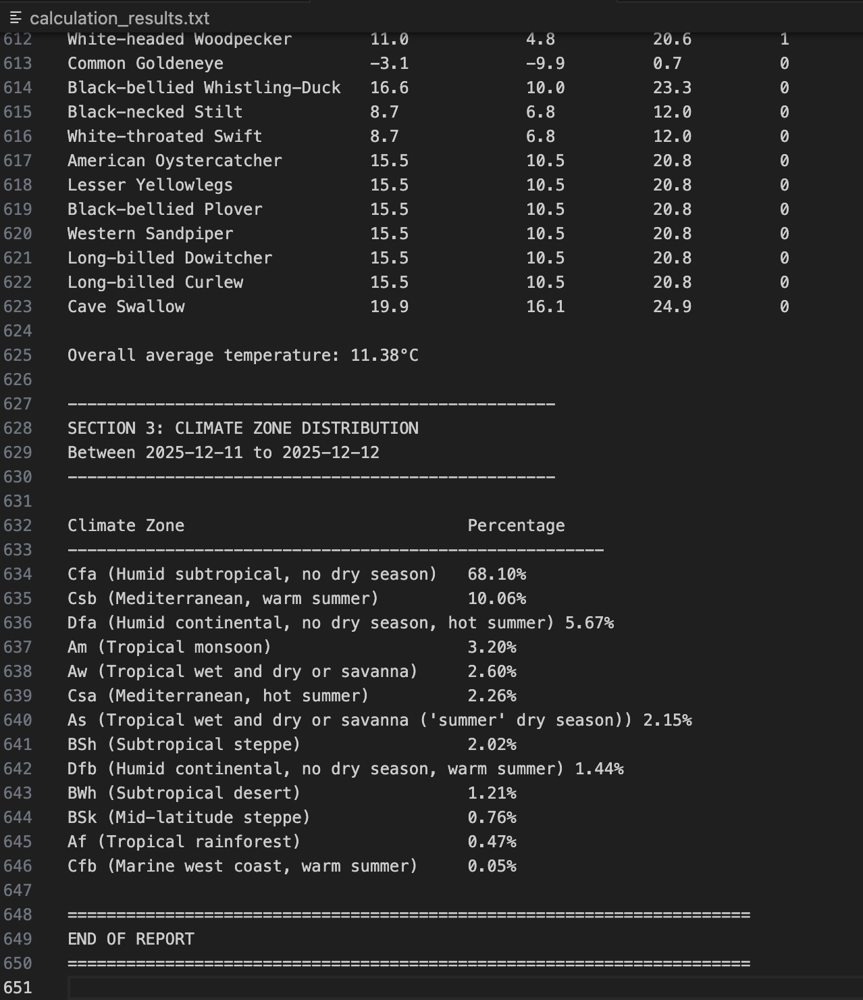 calculation_results.txt
612 White-headed Woodpecker 11.0 4.8 20.6 1
613 Common Goldeneye -3.1 -9.9 0.7 0
614 Black-bellied Whistling-Duck 16.6 10.0 23.3 0
615 Black-necked Stilt 8.7 6.8 12.0 0
616 White-throated Swift 8.7 6.8 12.0 0
617 American Oystercatcher 15.5 10.5 20.8 0
618 Lesser Yellowlegs 15.5 10.5 20.8 0
619 Black-bellied Plover 15.5 10.5 20.8 0
620 Western Sandpiper 15.5 10.5 20.8 0
621 Long-billed Dowitcher 15.5 10.5 20.8 0
622 Long-billed Curlew 15.5 10.5 20.8 0
623 Cave Swallow 19.9 16.1 24.9 0
624
625 Overall average temperature: 11.38°C
626
627 --------------------------------------------------
628 SECTION 3: CLIMATE ZONE DISTRIBUTION
629 Between 2025-12-11 to 2025-12-12
630 --------------------------------------------------
631
632 Climate Zone Percentage
633 -------------------------------------------------------
634 Cfa (Humid subtropical, no dry season) 68.10%
635 Csb (Mediterranean, warm summer) 10.06%
636 Dfa (Humid continental, no dry season, hot summer) 5.67%
637 Am (Tropical monsoon) 3.20%
638 Aw (Tropical wet and dry or savanna) 2.60%
639 Csa (Mediterranean, hot summer) 2.26%
640 As (Tropical wet and dry or savanna ('summer' dry season)) 2.15%
641 BSh (Subtropical steppe) 2.02%
642 Dfb (Humid continental, no dry season, warm summer) 1.44%
643 BWh (Subtropical desert) 1.21%
644 BSk (Mid-latitude steppe) 0.76%
645 Af (Tropical rainforest) 0.47%
646 Cfb (Marine west coast, warm summer) 0.05%
647
648 ======================================================================
649 END OF REPORT
650 ======================================================================
651